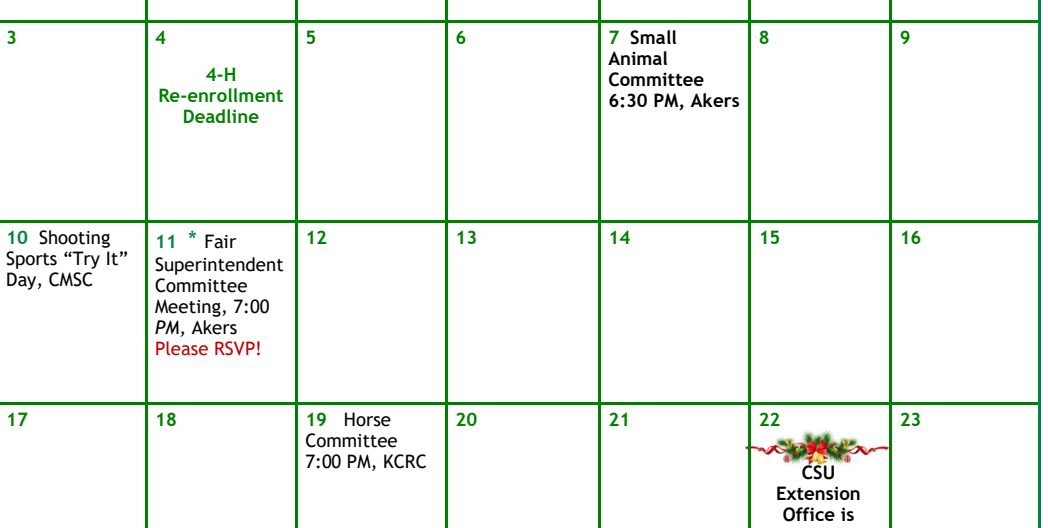 3
4
4-H
Re-enrollment
Deadline
5
6
7 Small
Animal
Committee
6:30 PM, Akers
8
9
10 Shooting
Sports “Try It”
Day, CMSC
11 * Fair
Superintendent
Committee
Meeting, 7:00
PM, Akers
Please RSVP!
12
13
14
15
16
17
18
19 Horse
Committee
7:00 PM, KCRC
20
21
22
CSU
Extension
Office is
23